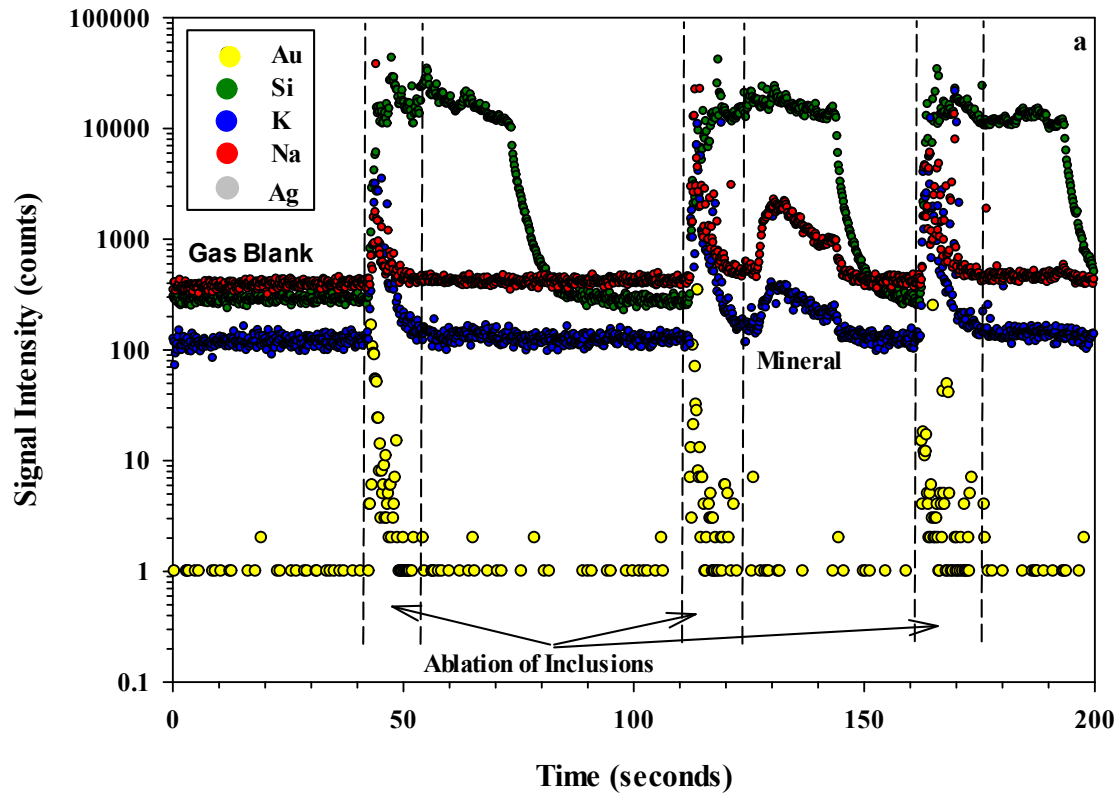 a
Au
Si
K
Na
Ag
Gas Blank
Mineral
Ablation of Inclusions
Signal Intensity (counts)
100000
10000
1000
100
10
1
0.1
0 50 100 150 200
Time (seconds)